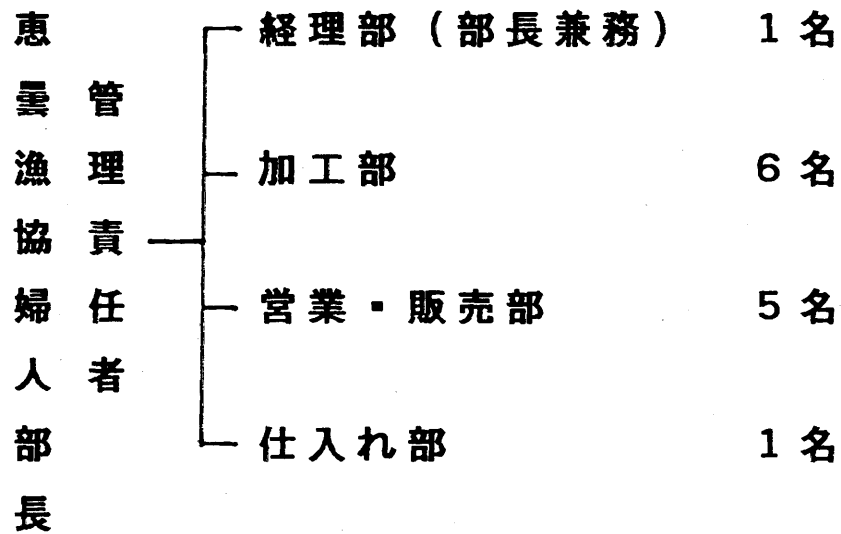 恵曇漁協婦人部長
管理責任者
経理部(部長兼務) 1名
加工部 6名
営業・販売部 5名
仕入れ部 1名